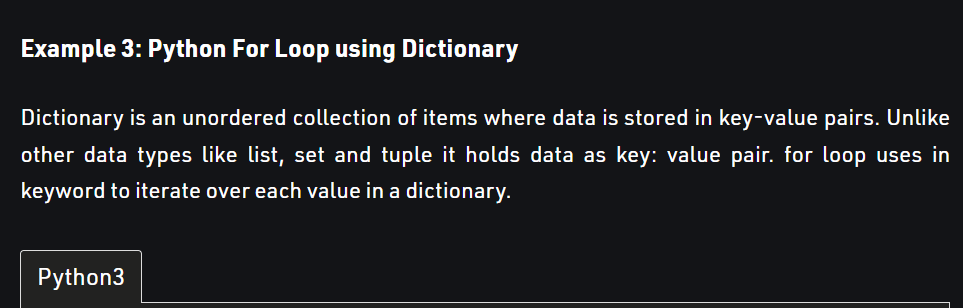 Example 3: Python For Loop using Dictionary
Dictionary is an unordered collection of items where data is stored in key-value pairs. Unlike
other data types like list, set and tuple it holds data as key: value pair. for loop uses in
keyword to iterate over each value in a dictionary.
Python3